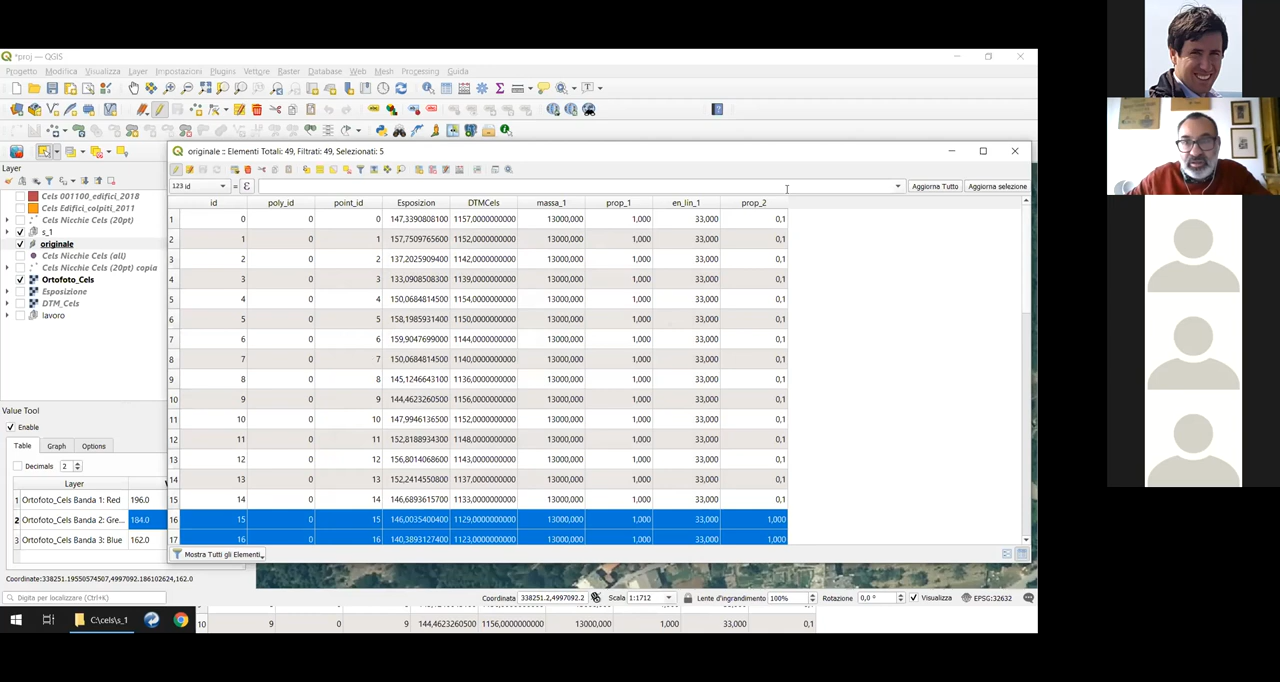 *proj — QGIS
Progetto Modifica Visualizza Layer Impostazioni Plugins Vettore Raster Database Web Mesh Processing Guida
originale :: Elementi Totali: 49, Filtrati: 49, Selezionati: 5
123 id = Ɛ Aggiorna Tutto Aggiorna selezione
Layer
Cels 001100_edifici_2018
Cels Edifici_colpiti_2011
Cels Nicchie Cels (20pt)
s_1
originale
Cels Nicchie Cels (all)
Cels Nicchie Cels (20pt) copia
Ortofoto_Cels
Esposizione
DTM_Cels
lavoro
id poly_id point_id Esposizion DTMCels massa_1 prop_1 en_lin_1 prop_2
1 0 0 0 147,3390808100 1157,0000000000 13000,000 1,000 33,000 0,1
2 1 0 1 157,7509765600 1152,0000000000 13000,000 1,000 33,000 0,1
3 2 0 2 137,2025909400 1142,0000000000 13000,000 1,000 33,000 0,1
4 3 0 3 133,0908508300 1139,0000000000 13000,000 1,000 33,000 0,1
5 4 0 4 150,0684814500 1154,0000000000 13000,000 1,000 33,000 0,1
6 5 0 5 158,1985931400 1150,0000000000 13000,000 1,000 33,000 0,1
7 6 0 6 159,9047699000 1144,0000000000 13000,000 1,000 33,000 0,1
8 7 0 7 150,0684814500 1140,0000000000 13000,000 1,000 33,000 0,1
9 8 0 8 145,1246643100 1136,0000000000 13000,000 1,000 33,000 0,1
10 9 0 9 144,4623260500 1156,0000000000 13000,000 1,000 33,000 0,1
11 10 0 10 147,9946136500 1152,0000000000 13000,000 1,000 33,000 0,1
12 11 0 11 152,8188934300 1148,0000000000 13000,000 1,000 33,000 0,1
13 12 0 12 156,8014068600 1143,0000000000 13000,000 1,000 33,000 0,1
14 13 0 13 152,2414550800 1137,0000000000 13000,000 1,000 33,000 0,1
15 14 0 14 146,6893615700 1133,0000000000 13000,000 1,000 33,000 0,1
16 15 0 15 146,0035400400 1129,0000000000 13000,000 1,000 33,000 1,000
17 16 0 16 140,3893127400 1123,0000000000 13000,000 1,000 33,000 1,000
Mostra Tutti gli Elementi
Value Tool
Enable
Table Graph Options
Decimals 2
Layer
1 Ortofoto_Cels Banda 1: Red 196.0
2 Ortofoto_Cels Banda 2: Gre... 184.0
3 Ortofoto_Cels Banda 3: Blue 162.0
Coordinate:338251.19550574507,4997092.186102624,162.0
Digita per localizzare (Ctrl+K)
Coordinata 338251.2,4997092.2 Scala 1:1712 Lente d'ingrandimento 100% Rotazione 0,0 ° Visualizza EPSG:32632
C:\cels\s_1
10 9 0 9 144,4623260500 1156,0000000000 13000,000 1,000 33,000 0,1